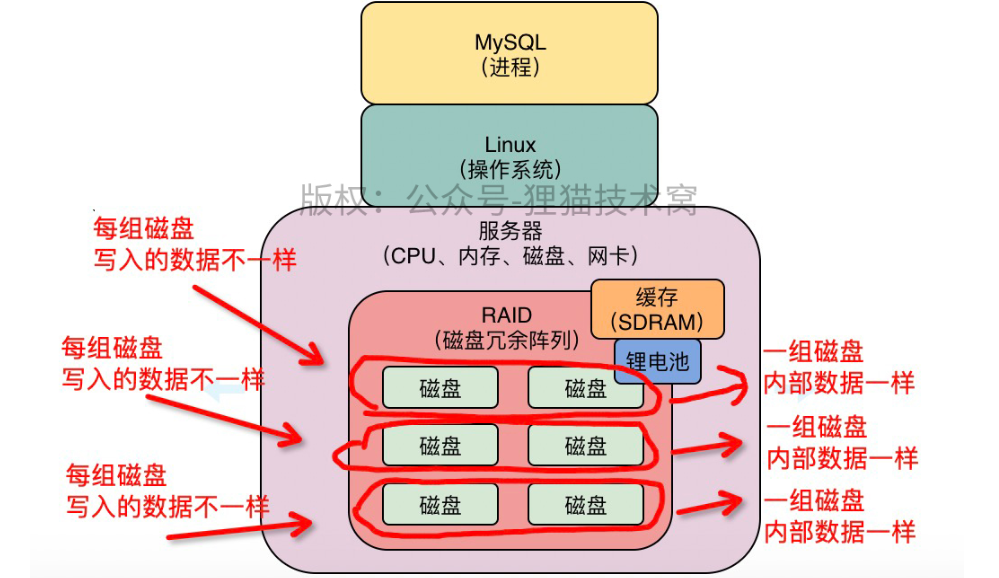 MySQL
(进程)
Linux
(操作系统)
版权：公众号-狸猫技术窝
服务器
(CPU、内存、磁盘、网卡)
每组磁盘
写入的数据不一样
缓存
(SDRAM)
RAID
(磁盘冗余阵列)
锂电池
每组磁盘
写入的数据不一样
一组磁盘
内部数据一样
磁盘 磁盘
一组磁盘
内部数据一样
磁盘 磁盘
每组磁盘
写入的数据不一样
一组磁盘
内部数据一样
磁盘 磁盘